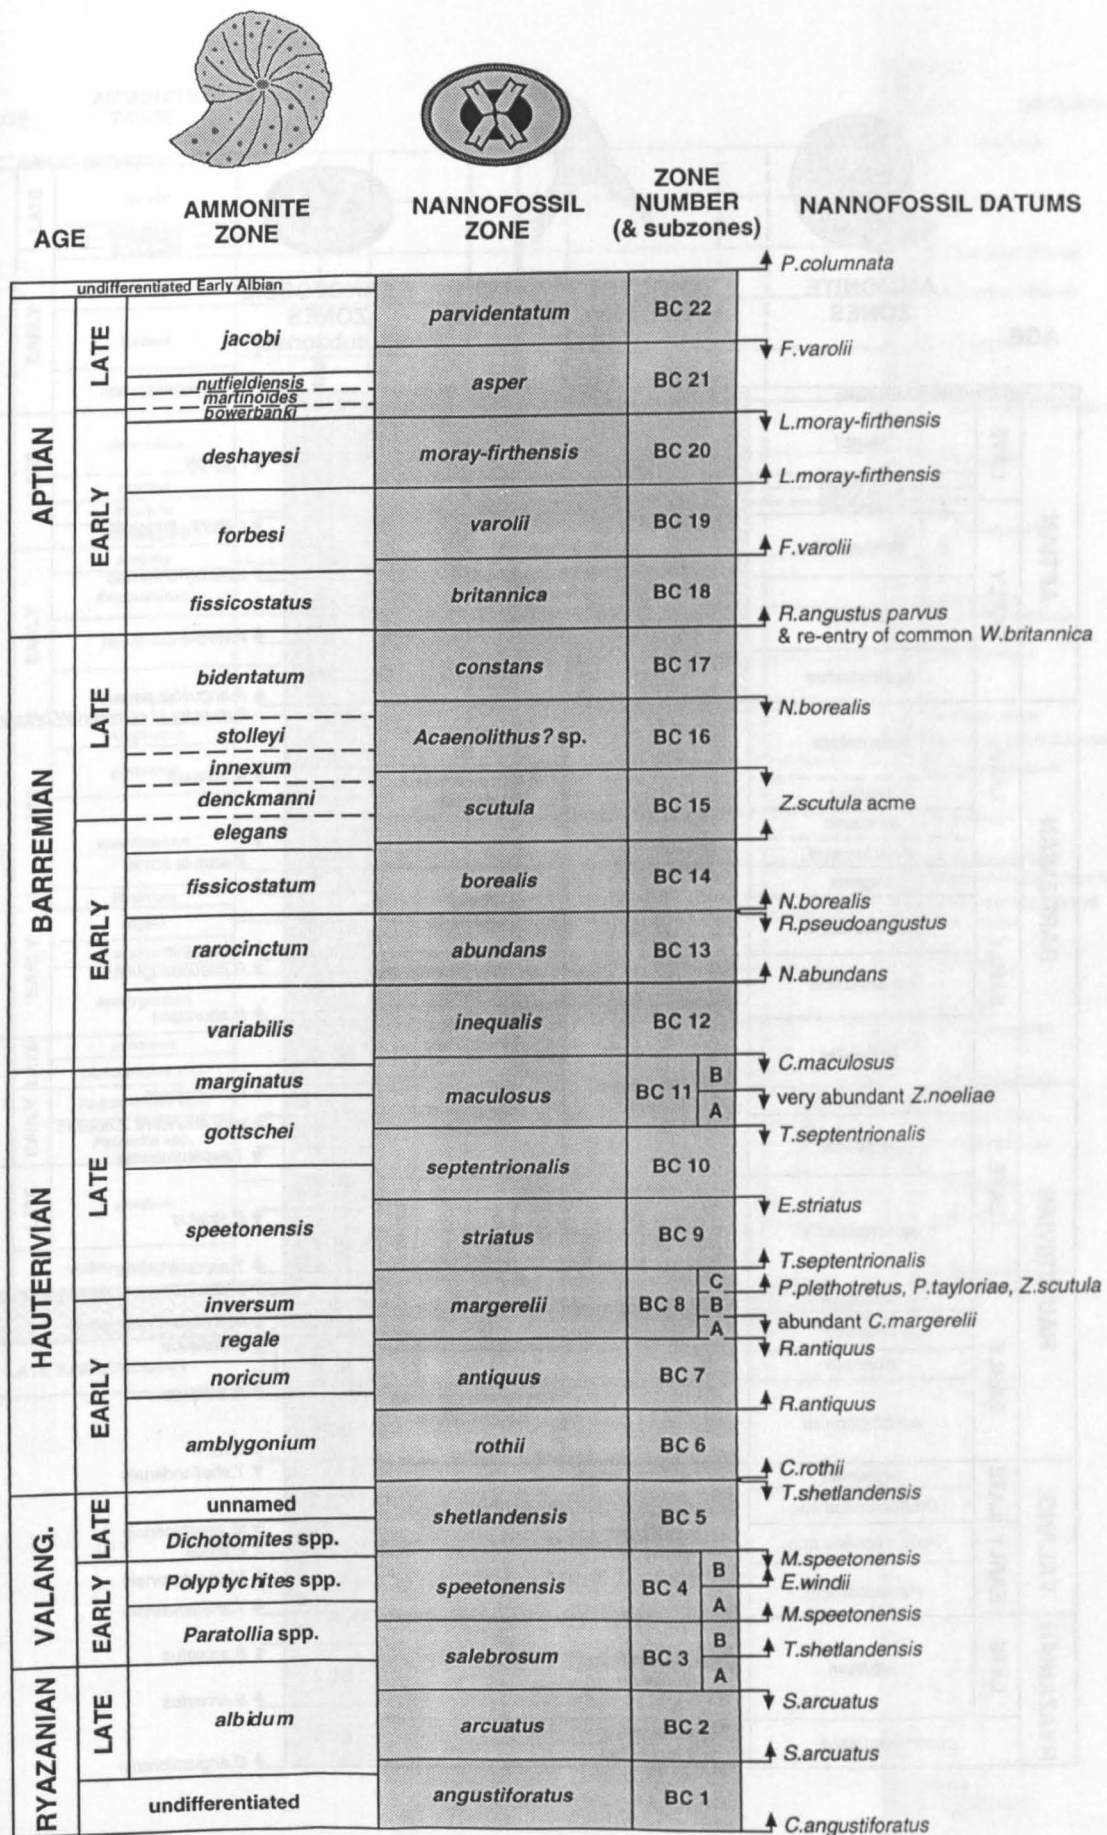 AGE
AMMONITE
ZONE
NANNOFOSSIL
ZONE
ZONE
NUMBER
(& subzones)
NANNOFOSSIL DATUMS
APTIAN
LATE
EARLY
undifferentiated Early Albian
jacobi
nutfieldiensis
martinoides
bowerbanki
deshayesi
forbesi
fissicostatus
BARREMIAN
LATE
EARLY
bidentatum
stolleyi
innexum
denckmanni
elegans
fissicostatum
rarocinctum
variabilis
HAUTERIVIAN
LATE
EARLY
marginatus
gottschei
speetonensis
inversum
regale
noricum
amblygonium
VALANG.
LATE
EARLY
unnamed
Dichotomites spp.
Polyptychites spp.
Paratollia spp.
RYAZANIAN
LATE
albidum
undifferentiated
parvidentatum
asper
moray-firthensis
varolii
britannica
constans
Acaenolithus? sp.
scutula
borealis
abundans
inequalis
maculosus
septentrionalis
striatus
margerelii
antiquus
rothii
shetlandensis
speetonensis
salebrosum
arcuatus
angustiforatus
BC 22
BC 21
BC 20
BC 19
BC 18
BC 17
BC 16
BC 15
BC 14
BC 13
BC 12
BC 11
B
A
BC 10
BC 9
BC 8
C
B
A
BC 7
BC 6
BC 5
BC 4
B
A
BC 3
B
A
BC 2
BC 1
P.columnata
F.varolii
L.moray-firthensis
L.moray-firthensis
F.varolii
R.angustus parvus
& re-entry of common W.britannica
N.borealis
Z.scutula acme
N.borealis
R.pseudoangustus
N.abundans
C.maculosus
very abundant Z.noeliae
T.septentrionalis
E.striatus
T.septentrionalis
P.plethotretus, P.tayloriae, Z.scutula
abundant C.margerelii
R.antiquus
R.antiquus
C.rothii
T.shetlandensis
M.speetonensis
E.windii
M.speetonensis
T.shetlandensis
S.arcuatus
S.arcuatus
C.angustiforatus